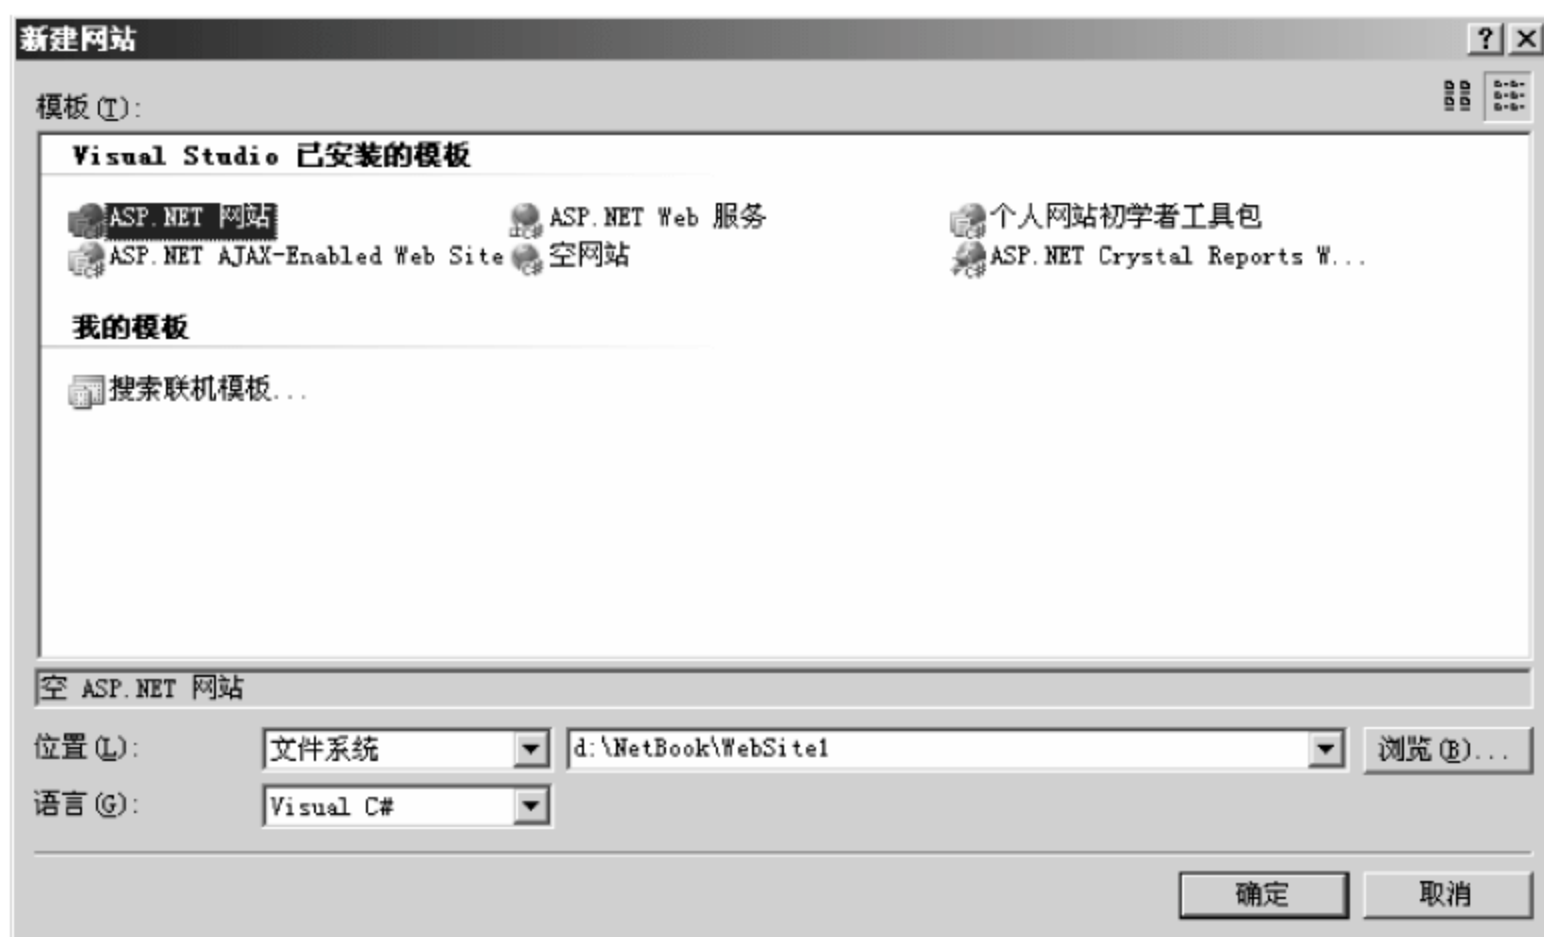 新建网站
模板(T):
Visual Studio 已安装的模板
ASP.NET 网站 ASP.NET Web 服务 个人网站初学者工具包
ASP.NET AJAX-Enabled Web Site 空网站 ASP.NET Crystal Reports W...
我的模板
搜索联机模板...
空 ASP.NET 网站
位置(L): 文件系统 d:\NetBook\WebSite1 浏览(B)...
语言(G): Visual C#
确定 取消